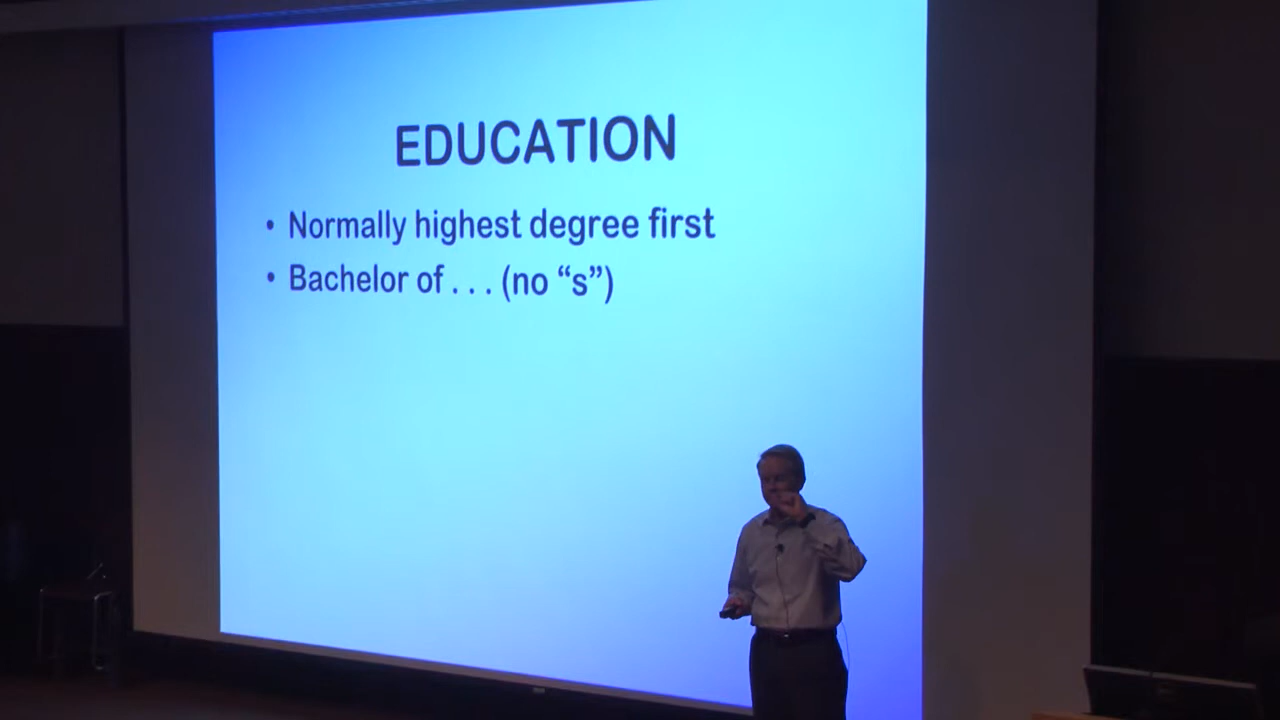 EDUCATION
• Normally highest degree first
• Bachelor of . . . (no “s”)